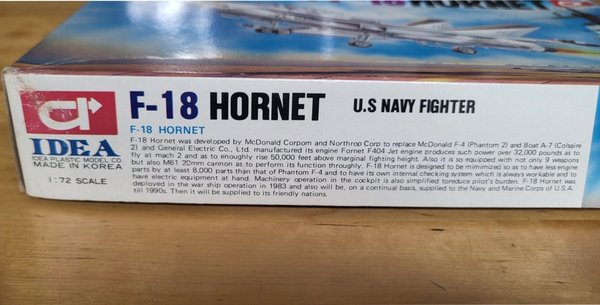 F-18 HORNET U.S NAVY FIGHTER
F-18 HORNET
F-18 Hornet was developed by McDonald Corpom and Northrop Corp to replace McDonald F-4 (Phantom 2) and Boat A-7 (Colsaire
2) and General Electric Co., Ltd. manufactured its engine Fornet F404 Jet engine produces such power over 32,000 pounds as to
fly at mach 2 and as to enoughly rise 50,000 feet above marginal fighting height. Also it is so equipped with not only 9 weapons
but also M61 20mm cannon as to perform its function throughly. F-18 Hornet is designed to be minimized so as to have less engine
parts by at least 8,000 parts than that of Phantom F-4 and to have its own internal checking system which is always workable and to
have electric equipment at hand. Machinery operation in the cockpit is also simplified toreduce pilot's burden. F-18 Hornet was
deployed in the war ship operation in 1983 and also will be, on a continual basis, supplied to the Navy and Marine Corps of U.S.A.
till 1990s. Then it will be supplied to its friendly nations.
IDEA
IDEA PLASTIC MODEL CO.
MADE IN KOREA
1:72 SCALE